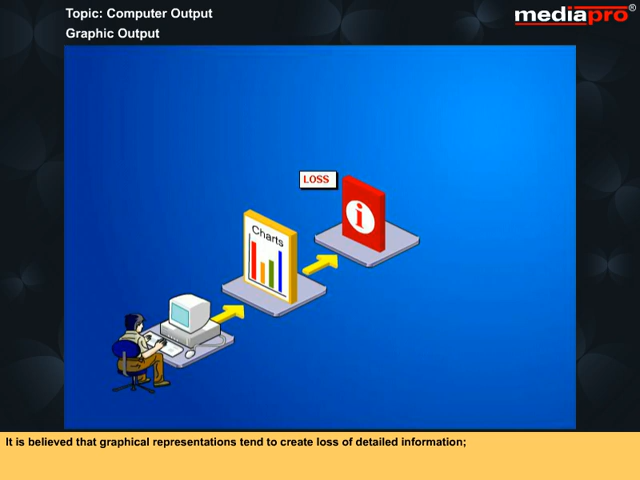 Topic: Computer Output
mediapro®
Graphic Output
LOSS
i
Charts
It is believed that graphical representations tend to create loss of detailed information;